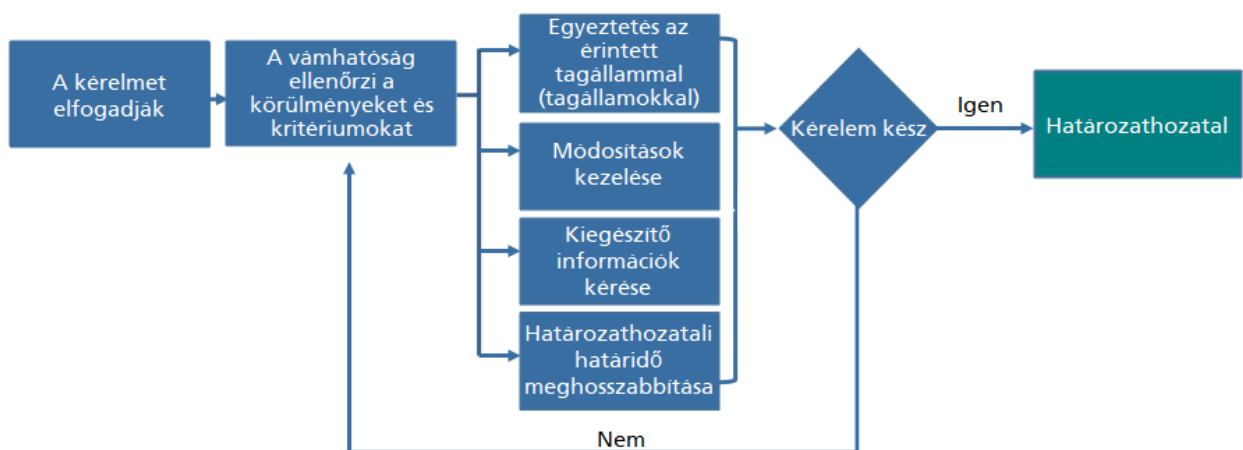 A kérelmet
elfogadják
A vámhatóság
ellenőrzi a
körülményeket és
kritériumokat
Egyeztetés az
érintett
tagállammal
(tagállamokkal)
Módosítások
kezelése
Kiegészítő
információk
kérése
Határozathozatali
határidő
meghosszabbítása
Kérelem kész
Igen
Határozathozatal
Nem